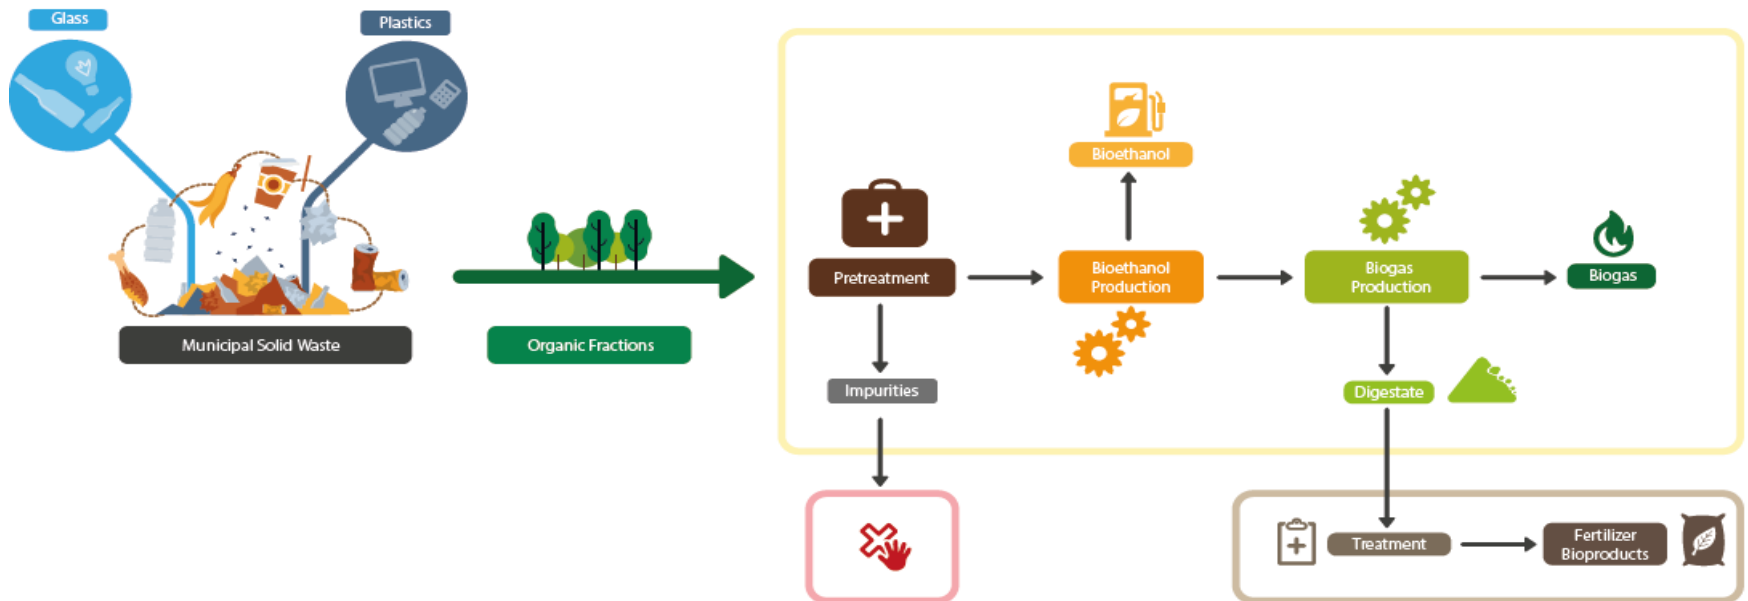 Glass
Plastics
Municipal Solid Waste
Organic Fractions
Bioethanol
Pretreatment
Bioethanol
Production
Biogas
Production
Biogas
Impurities
Digestate
Treatment
Fertilizer
Bioproducts